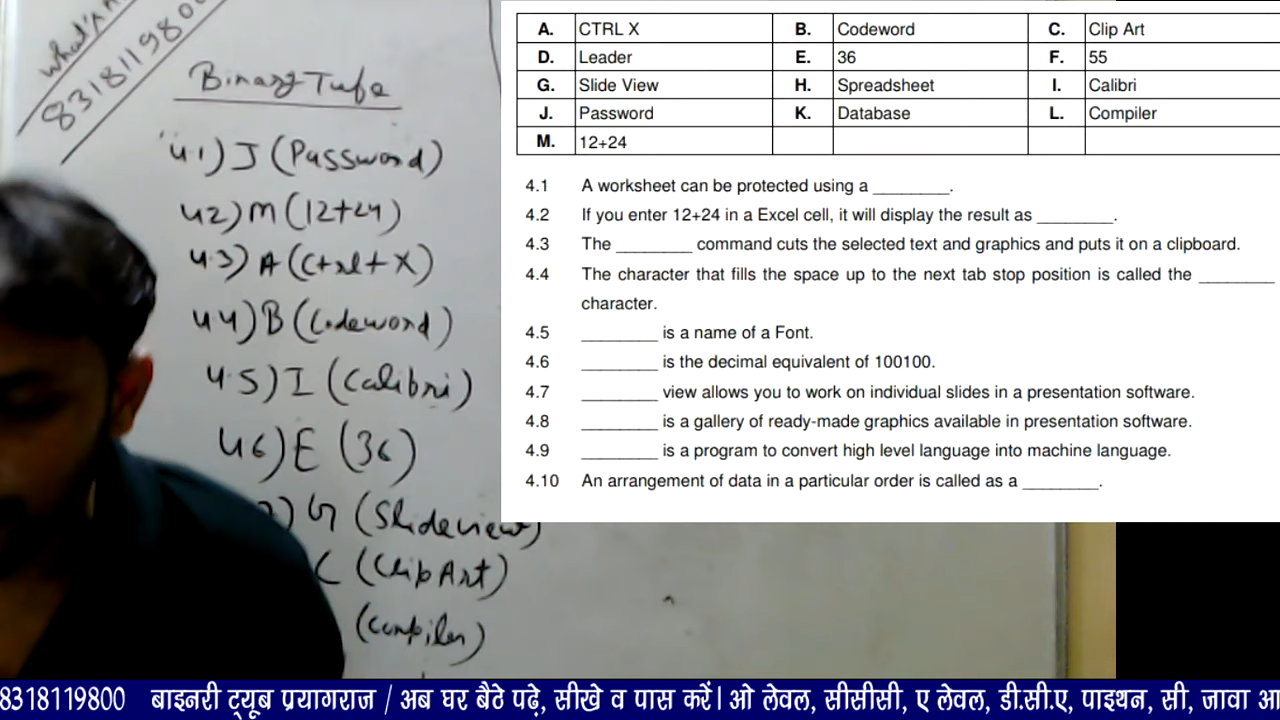 what's
8318119800
Binary Tube
4.1) J (Password)
42) M (12+24)
4.3) A (Ctrl+X)
44) B (Codeword)
4.5) I (Calibri)
46) E (36)
) G (Slideview)
C (Clip Art)
(Compiler)
A. CTRL X B. Codeword C. Clip Art
D. Leader E. 36 F. 55
G. Slide View H. Spreadsheet I. Calibri
J. Password K. Database L. Compiler
M. 12+24
4.1 A worksheet can be protected using a ________.
4.2 If you enter 12+24 in a Excel cell, it will display the result as ________.
4.3 The ________ command cuts the selected text and graphics and puts it on a clipboard.
4.4 The character that fills the space up to the next tab stop position is called the ________
character.
4.5 ________ is a name of a Font.
4.6 ________ is the decimal equivalent of 100100.
4.7 ________ view allows you to work on individual slides in a presentation software.
4.8 ________ is a gallery of ready-made graphics available in presentation software.
4.9 ________ is a program to convert high level language into machine language.
4.10 An arrangement of data in a particular order is called as a ________.
8318119800 बाइनरी ट्यूब प्रयागराज / अब घर बैठे पढ़े, सीखे व पास करें। ओ लेवल, सीसीसी, ए लेवल, डी.सी.ए, पाइथन, सी, जावा आ